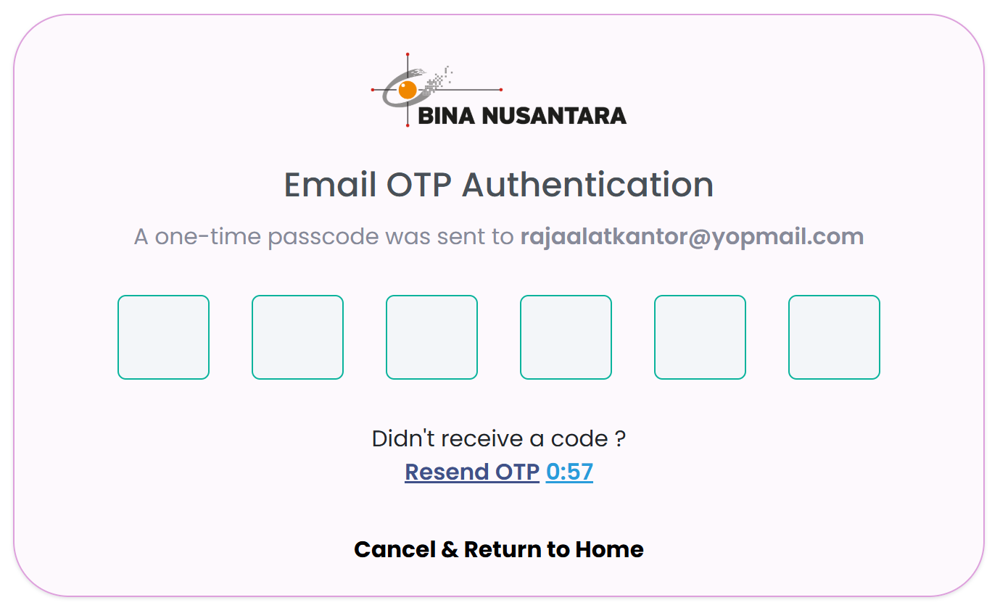 BINA NUSANTARA
Email OTP Authentication
A one-time passcode was sent to rajaalatkantor@yopmail.com
Didn't receive a code ?
Resend OTP 0:57
Cancel & Return to Home